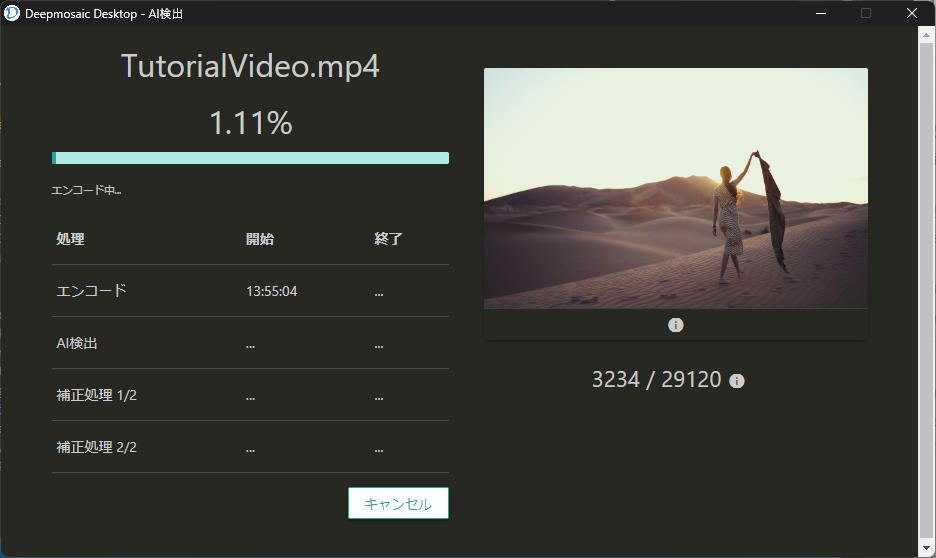 Deepmosaic Desktop - AI検出
TutorialVideo.mp4
1.11%
エンコード中...
処理 開始 終了
エンコード 13:55:04 ...
AI検出 ... ...
補正処理 1/2 ... ...
補正処理 2/2 ... ...
キャンセル
3234 / 29120